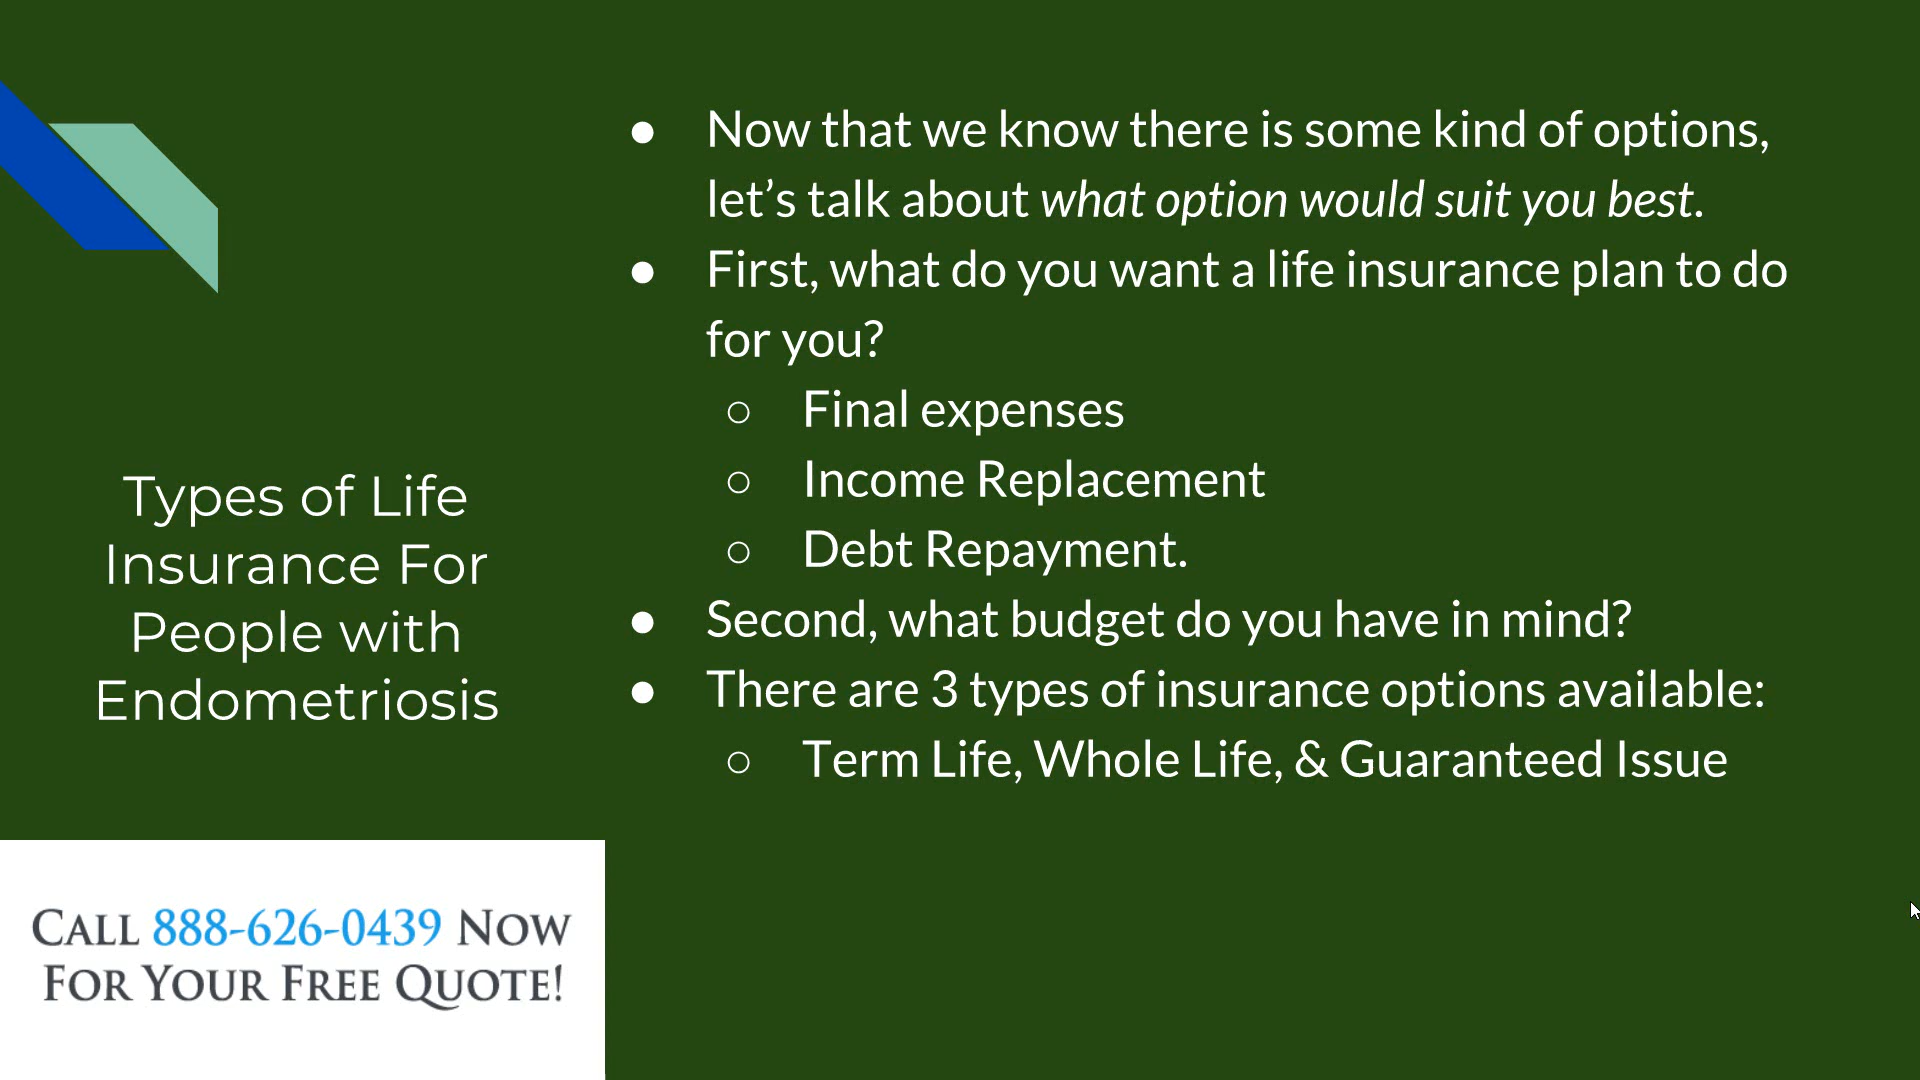 Types of Life
Insurance For
People with
Endometriosis
● Now that we know there is some kind of options,
let’s talk about what option would suit you best.
● First, what do you want a life insurance plan to do
for you?
○ Final expenses
○ Income Replacement
○ Debt Repayment.
● Second, what budget do you have in mind?
● There are 3 types of insurance options available:
○ Term Life, Whole Life, & Guaranteed Issue
CALL 888-626-0439 NOW
FOR YOUR FREE QUOTE!